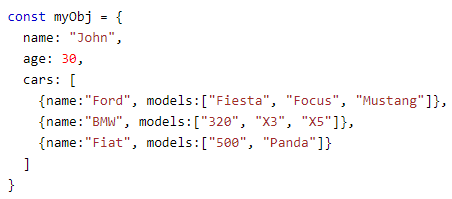 const myObj = {
  name: "John",
  age: 30,
  cars: [
    {name:"Ford", models:["Fiesta", "Focus", "Mustang"]},
    {name:"BMW", models:["320", "X3", "X5"]},
    {name:"Fiat", models:["500", "Panda"]}
  ]
}